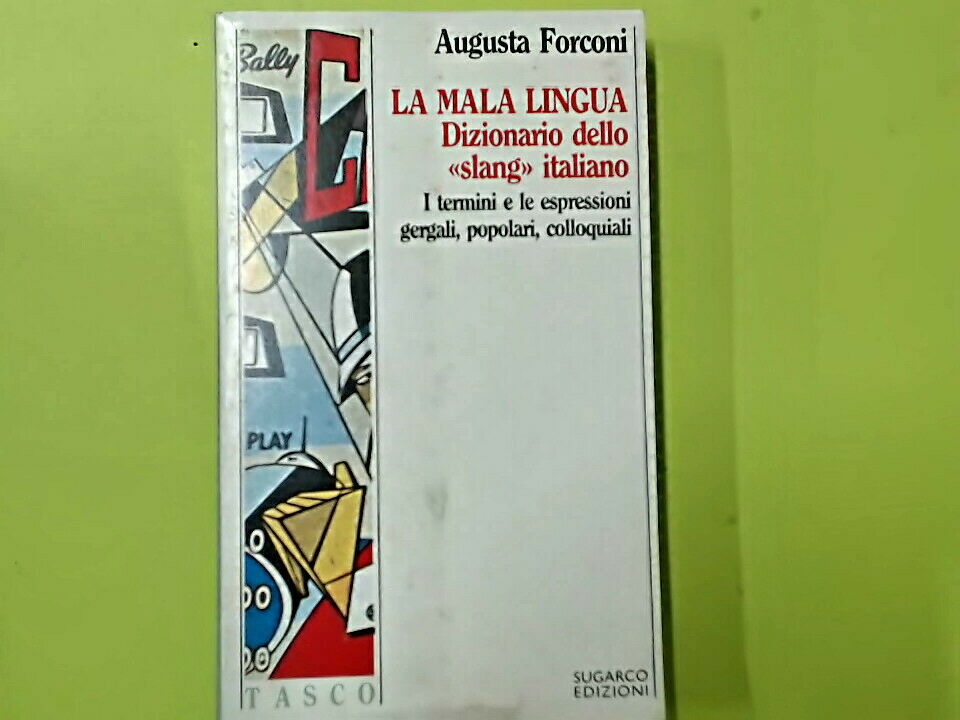 Augusta Forconi
LA MALA LINGUA
Dizionario dello
«slang» italiano
I termini e le espressioni
gergali, popolari, colloquiali
Bally
PLAY
TASCO
SUGARCO
EDIZIONI